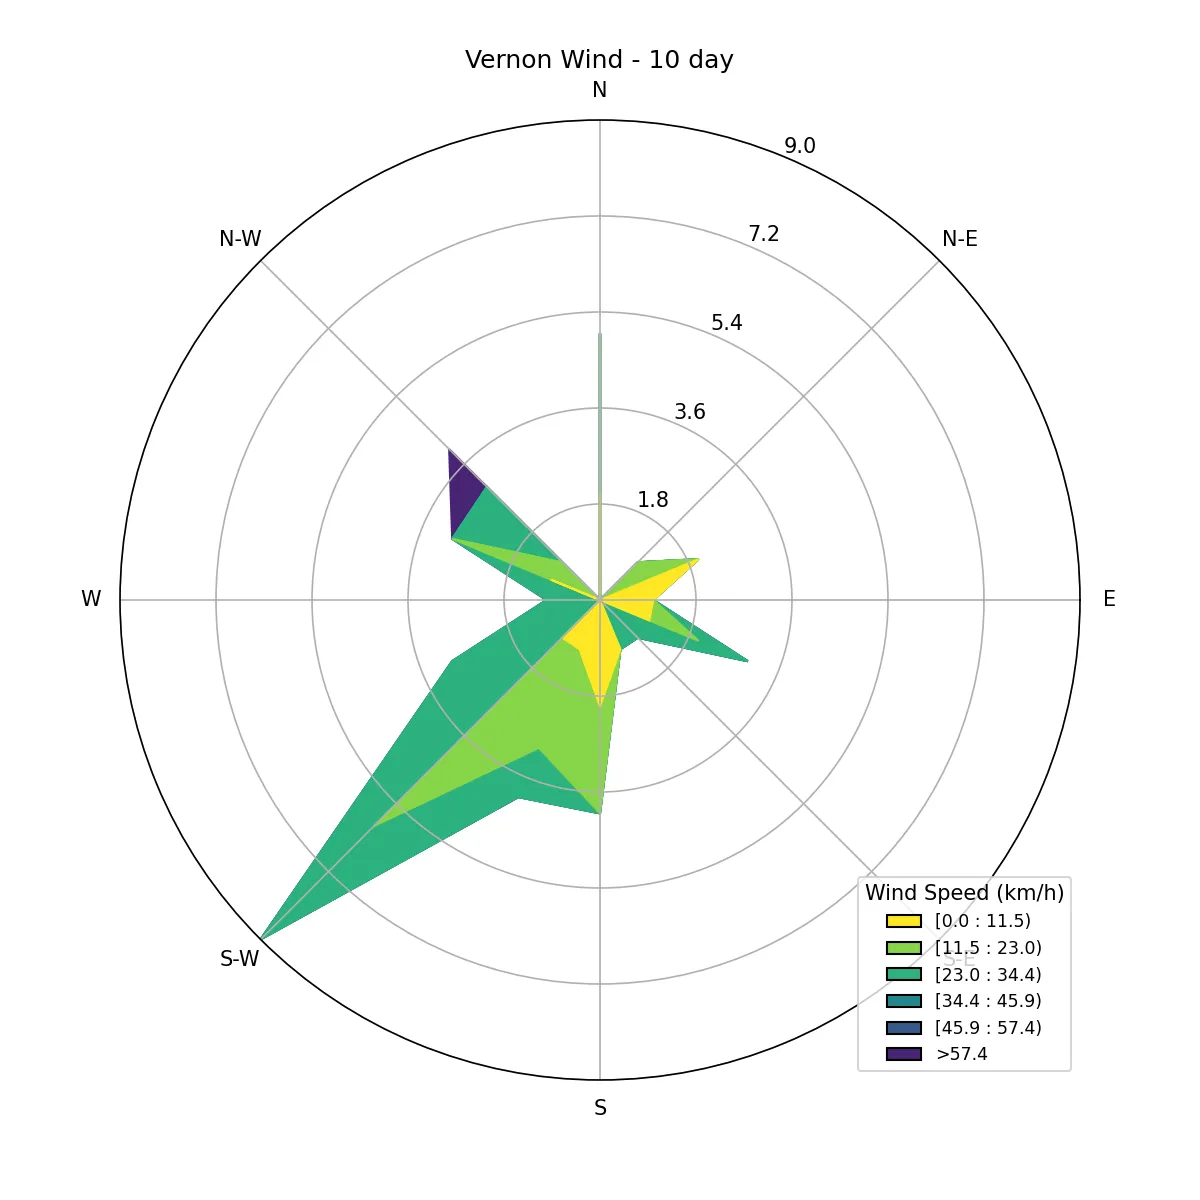 Vernon Wind - 10 day
N
9.0
N-W
N-E
7.2
5.4
3.6
1.8
W
E
S-W
S-E
S
Wind Speed (km/h)
[0.0 : 11.5)
[11.5 : 23.0)
[23.0 : 34.4)
[34.4 : 45.9)
[45.9 : 57.4)
>57.4